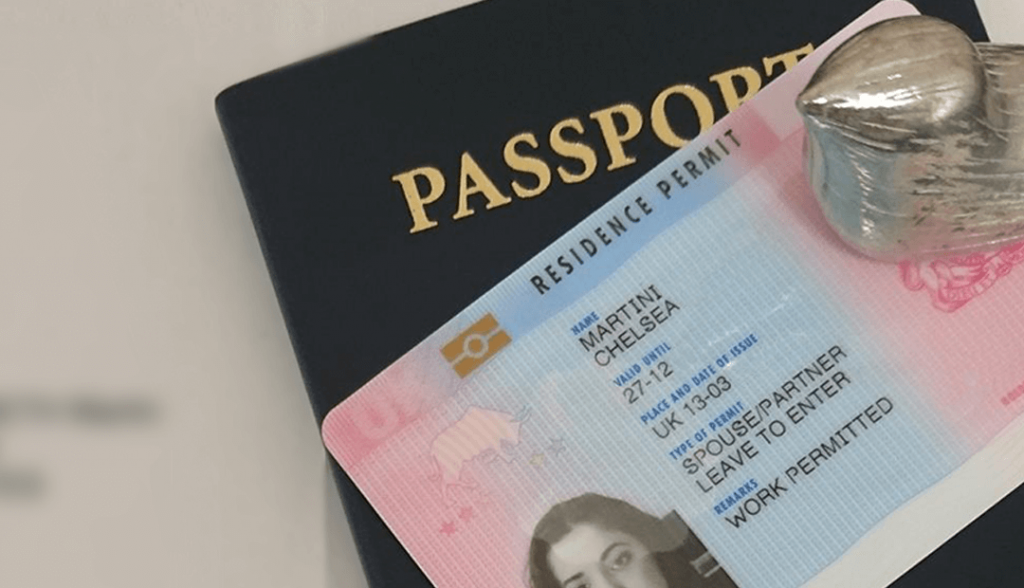 PASSPORT
RESIDENCE PERMIT
NAME
MARTINI
CHELSEA
VALID UNTIL
27-12
PLACE AND DATE OF ISSUE
UK 13-03
TYPE OF PERMIT
SPOUSE/PARTNER
LEAVE TO ENTER
REMARKS
WORK PERMITTED